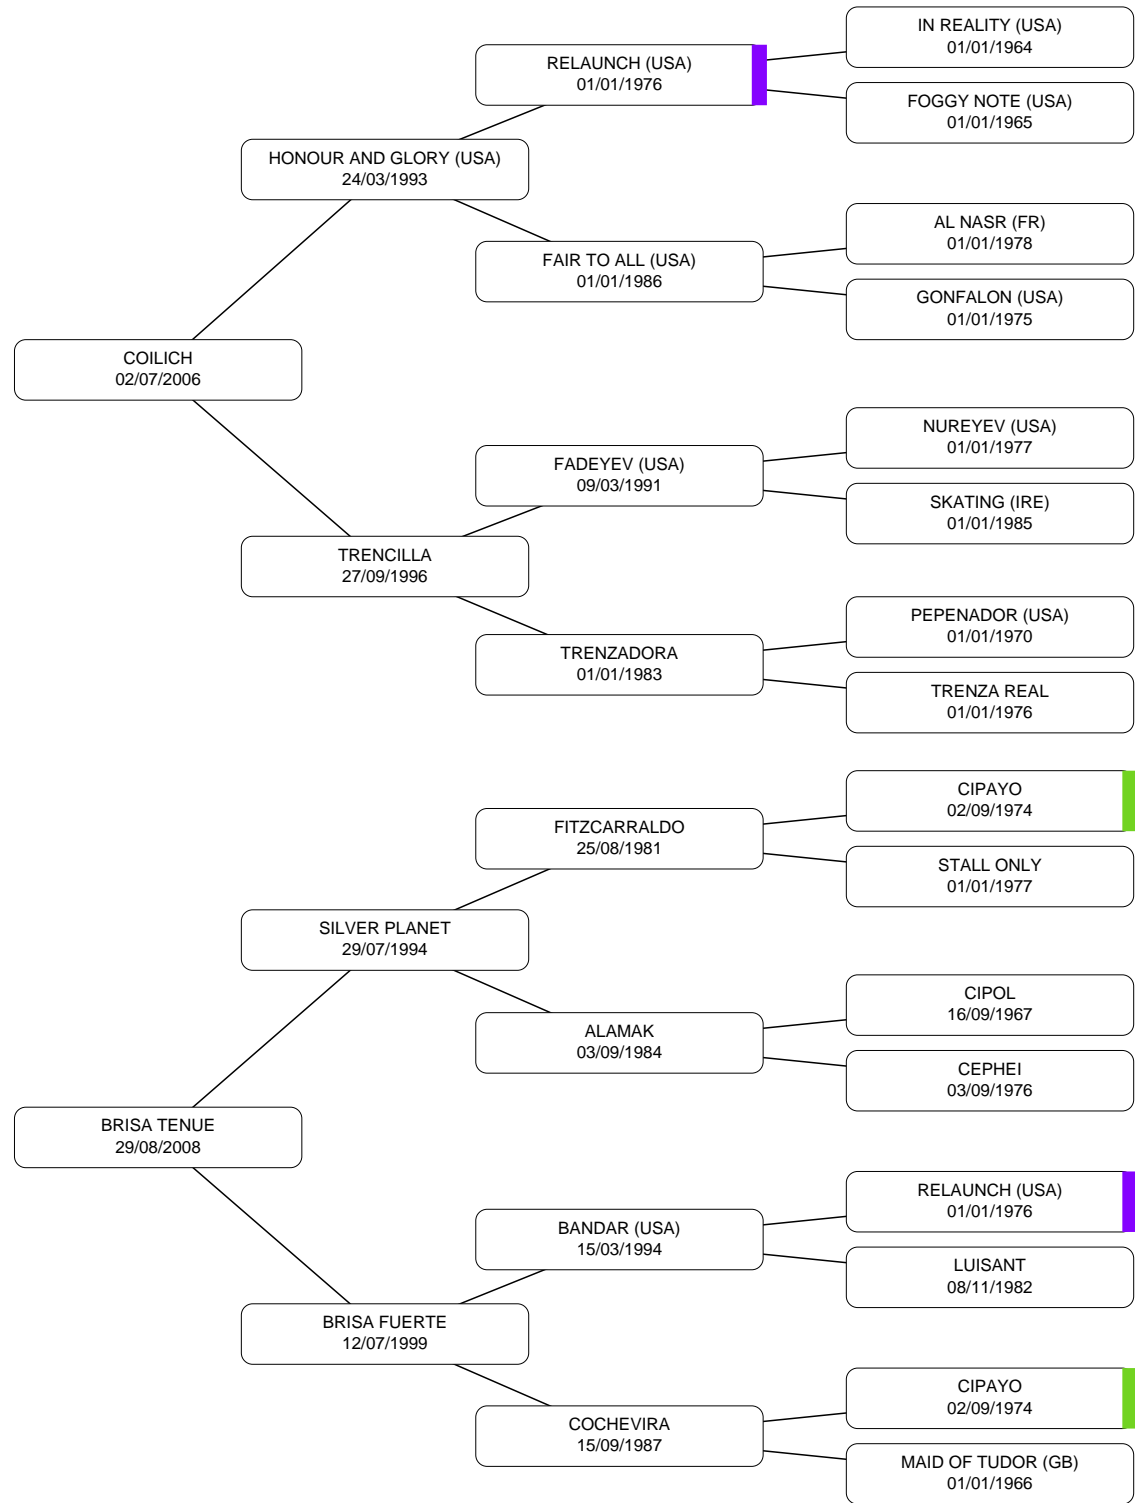 IN REALITY (USA)
01/01/1964
RELAUNCH (USA)
01/01/1976
FOGGY NOTE (USA)
01/01/1965
HONOUR AND GLORY (USA)
24/03/1993
AL NASR (FR)
01/01/1978
FAIR TO ALL (USA)
01/01/1986
GONFALON (USA)
01/01/1975
COILICH
02/07/2006
NUREYEV (USA)
01/01/1977
FADEYEV (USA)
09/03/1991
SKATING (IRE)
01/01/1985
TRENCILLA
27/09/1996
PEPENADOR (USA)
01/01/1970
TRENZADORA
01/01/1983
TRENZA REAL
01/01/1976
CIPAYO
02/09/1974
FITZCARRALDO
25/08/1981
STALL ONLY
01/01/1977
SILVER PLANET
29/07/1994
CIPOL
16/09/1967
ALAMAK
03/09/1984
CEPHEI
03/09/1976
BRISA TENUE
29/08/2008
RELAUNCH (USA)
01/01/1976
BANDAR (USA)
15/03/1994
LUISANT
08/11/1982
BRISA FUERTE
12/07/1999
CIPAYO
02/09/1974
COCHEVIRA
15/09/1987
MAID OF TUDOR (GB)
01/01/1966